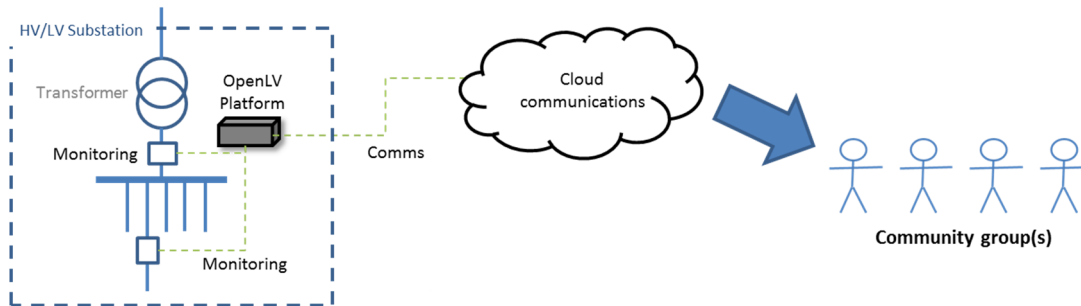 HV/LV Substation
Transformer
OpenLV
Platform
Monitoring
Monitoring
Comms
Cloud
communications
Community group(s)